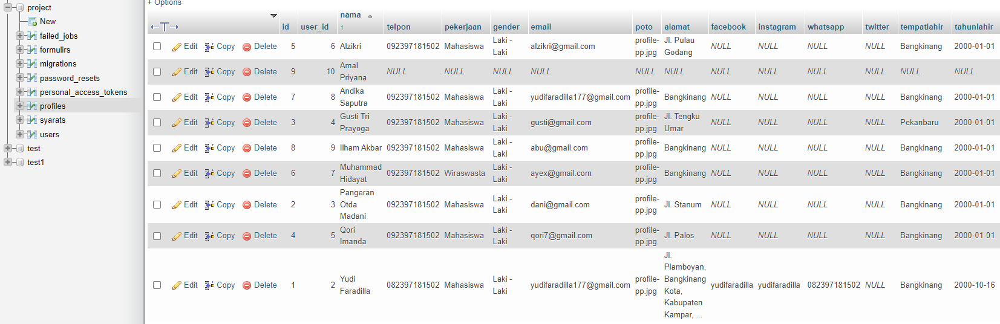 project
New
failed_jobs
formulirs
migrations
password_resets
personal_access_tokens
profiles
syarats
users
test
test1
+ Options
←T→ id user_id nama 1 telpon pekerjaan gender email poto alamat facebook instagram whatsapp twitter tempatlahir tahunlahir
Edit Copy Delete 5 6 Alzikri 092397181502 Mahasiswa Laki - Laki alzikri@gmail.com profile-pp.jpg Jl. Pulau Godang NULL NULL NULL NULL Bangkinang 2000-01-01
Edit Copy Delete 9 10 Amal Priyana NULL NULL NULL NULL NULL NULL NULL NULL NULL NULL NULL NULL
Edit Copy Delete 7 8 Andika Saputra 092397181502 Mahasiswa Laki - Laki yudifaradilla177@gmail.com profile-pp.jpg Bangkinang NULL NULL NULL NULL Bangkinang 2000-01-01
Edit Copy Delete 3 4 Gusti Tri Prayoga 092397181502 Mahasiswa Laki - Laki gusti@gmail.com profile-pp.jpg Jl. Tengku Umar NULL NULL NULL NULL Pekanbaru 2000-01-01
Edit Copy Delete 8 9 Ilham Akbar 092397181502 Mahasiswa Laki - Laki abu@gmail.com profile-pp.jpg Bangkinang NULL NULL NULL NULL Bangkinang 2000-01-01
Edit Copy Delete 6 7 Muhammad Hidayat 092397181502 Wiraswasta Laki - Laki ayex@gmail.com profile-pp.jpg Bangkinang NULL NULL NULL NULL Bangkinang 2000-01-01
Edit Copy Delete 2 3 Pangeran Otda Madani 092397181502 Mahasiswa Laki - Laki dani@gmail.com profile-pp.jpg Jl. Stanum NULL NULL NULL NULL Bangkinang 2000-01-01
Edit Copy Delete 4 5 Qori Imanda 092397181502 Mahasiswa Laki - Laki qori7@gmail.com profile-pp.jpg Jl. Palos NULL NULL NULL NULL Bangkinang 2000-01-01
Edit Copy Delete 1 2 Yudi Faradilla 082397181502 Mahasiswa Laki - Laki yudifaradilla177@gmail.com profile-pp.jpg Jl. Plamboyan, Bangkinang Kota, Kabupaten Kampar, ... yudifaradilla yudifaradilla 082397181502 NULL Bangkinang 2000-10-16